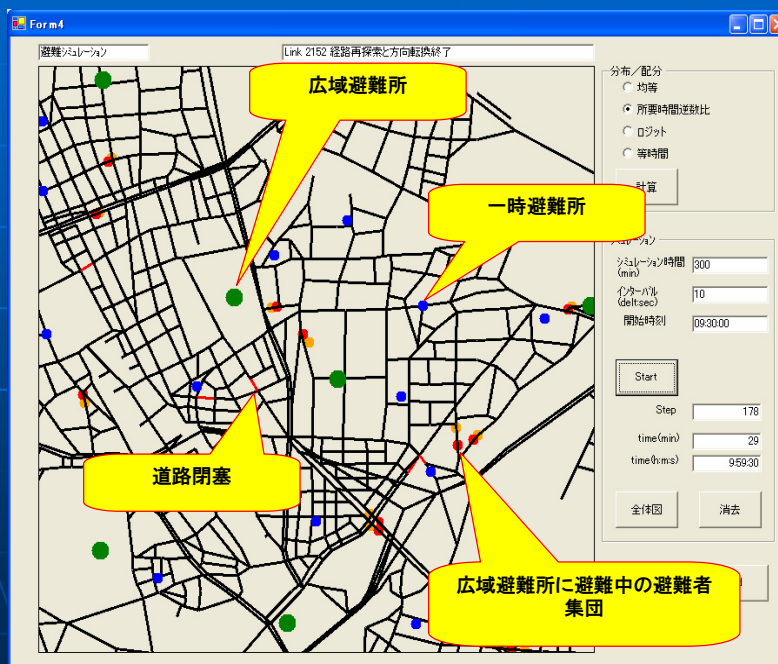 Form4
避難シュミレーション
Link 2152 経路再探索と方向転換終了
分布/配分
均等
所要時間逆数比
ロジット
等時間
計算
広域避難所
一時避難所
道路閉塞
広域避難所に避難中の避難者
集団
シミュレーション時間
(min)
300
インターバル
(delt:sec)
10
開始時刻
09:30:00
Start
Step
178
time(min)
29
time(h:m:s)
9:59:30
全体図
消去